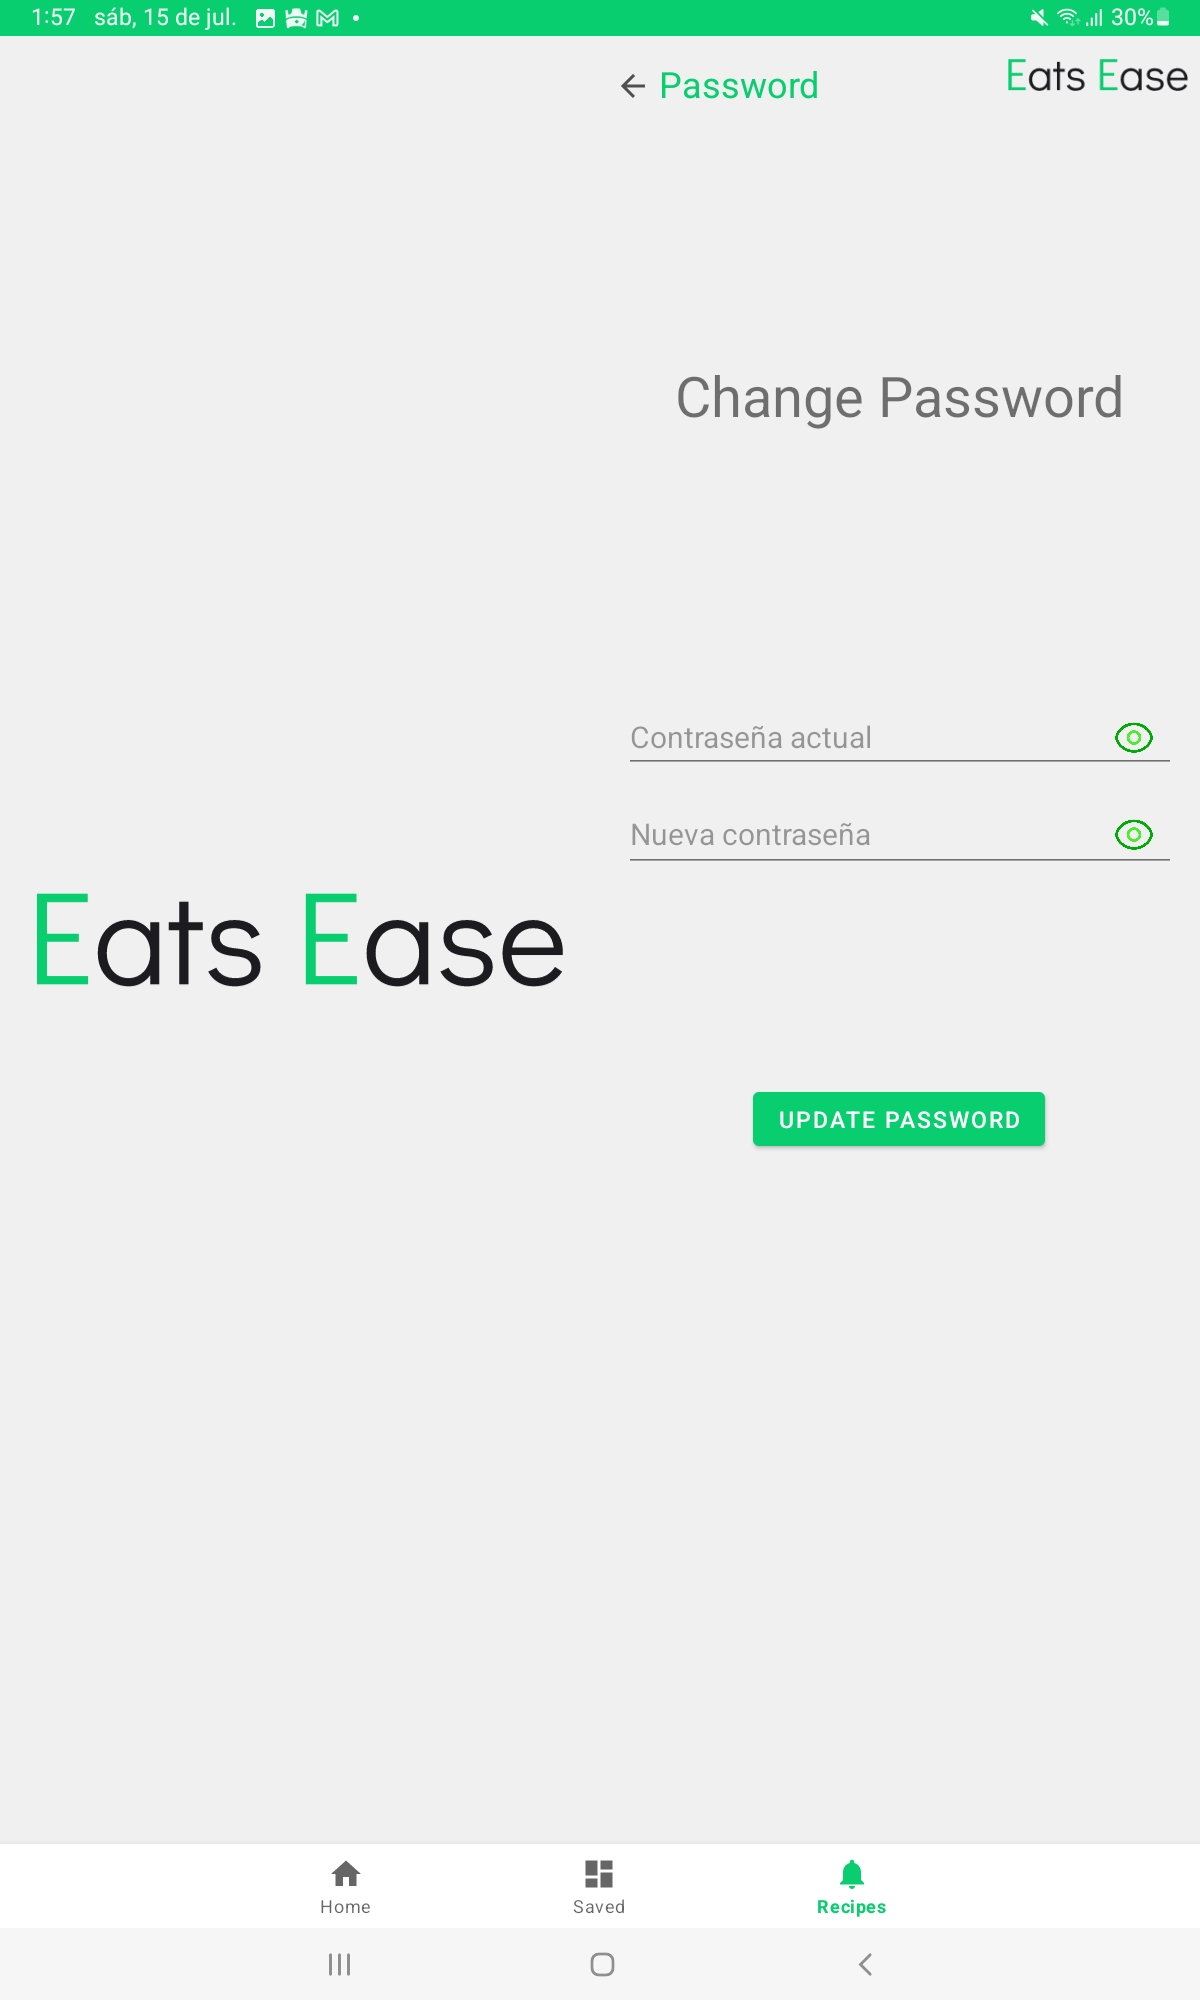 1:57 sáb, 15 de jul. 30%
Password
Eats Ease
Change Password
Contraseña actual
Nueva contraseña
Eats Ease
UPDATE PASSWORD
Home
Saved
Recipes